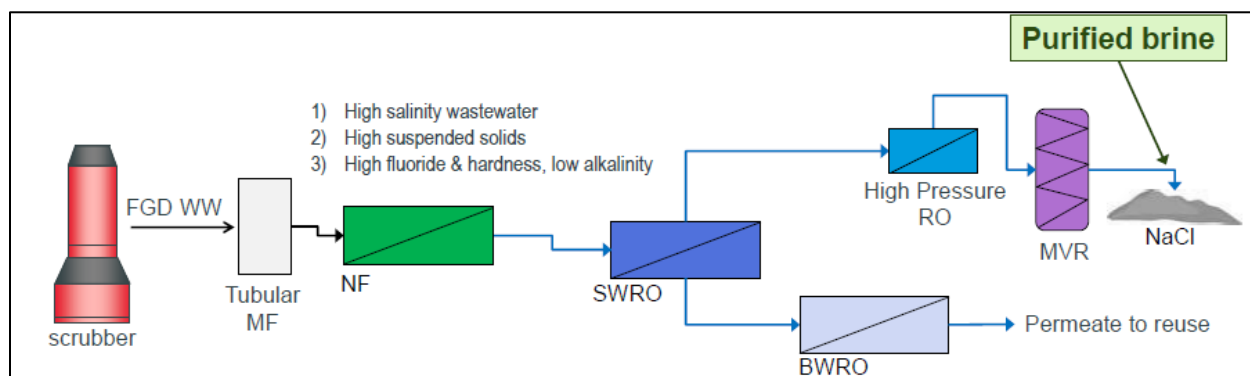 Purified brine
1) High salinity wastewater
2) High suspended solids
3) High fluoride & hardness, low alkalinity
FGD WW
High Pressure
RO
MVR
NaCl
Tubular
MF
NF
SWRO
scrubber
BWRO
Permeate to reuse